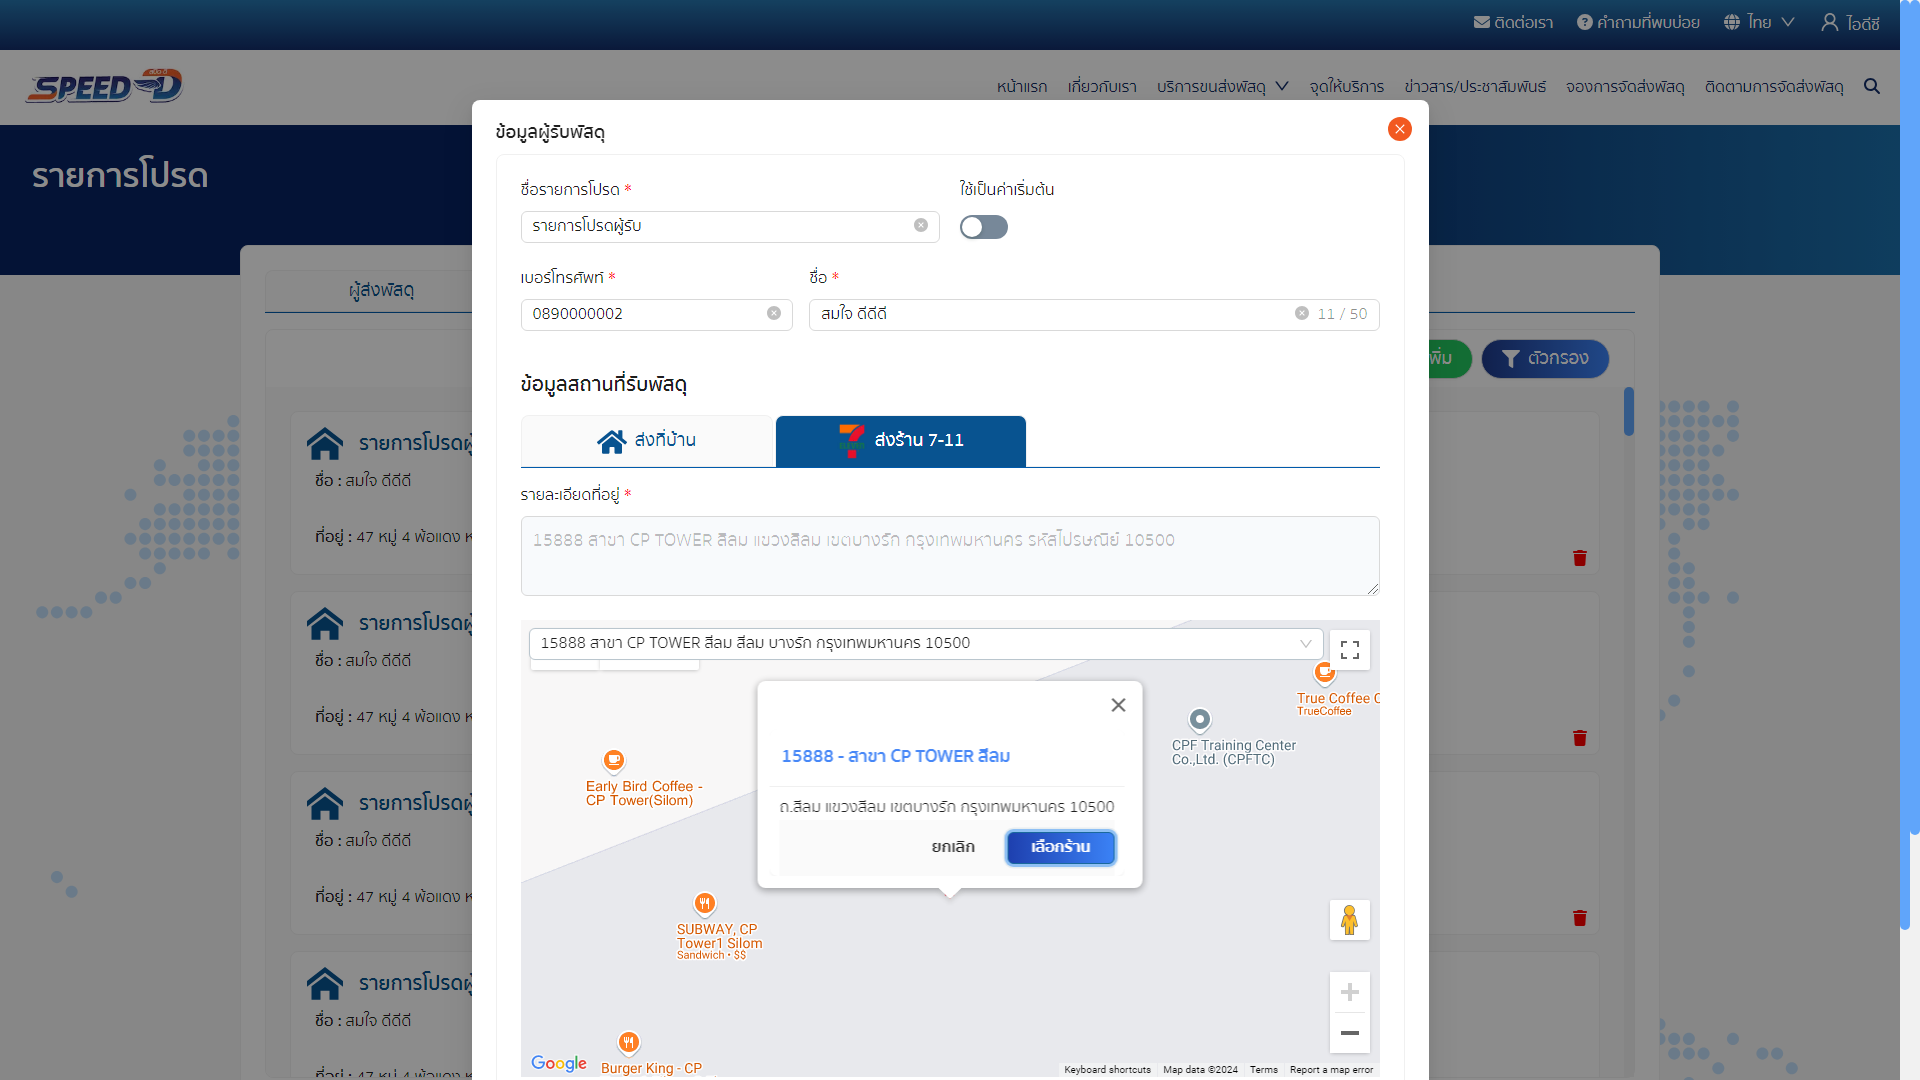 ติดต่อเรา คำถามที่พบบ่อย ไทย ไอดีซี
SPEED-D
หน้าแรก เกี่ยวกับเรา บริการขนส่งพัสดุ จุดให้บริการ ข่าวสาร/ประชาสัมพันธ์ จองการจัดส่งพัสดุ ติดตามการจัดส่งพัสดุ
รายการโปรด
ข้อมูลผู้รับพัสดุ
ชื่อรายการโปรด *
ใช้เป็นค่าเริ่มต้น
รายการโปรดผู้รับ
เบอร์โทรศัพท์ *
ชื่อ *
0890000002
สมใจ ดีดีดี
11 / 50
ผู้ส่งพัสดุ
ตัวกรอง
ข้อมูลสถานที่รับพัสดุ
ส่งที่บ้าน
ส่งร้าน 7-11
รายละเอียดที่อยู่ *
15888 สาขา CP TOWER สีลม แขวงสีลม เขตบางรัก กรุงเทพมหานคร รหัสไปรษณีย์ 10500
15888 สาขา CP TOWER สีลม สีลม บางรัก กรุงเทพมหานคร 10500
True Coffee C
TrueCoffee
CPF Training Center
Co.,Ltd. (CPFTC)
15888 - สาขา CP TOWER สีลม
ถ.สีลม แขวงสีลม เขตบางรัก กรุงเทพมหานคร 10500
ยกเลิก
เลือกร้าน
Early Bird Coffee -
CP Tower(Silom)
SUBWAY, CP
Tower1 Silom
Sandwich • $$
Burger King - CP
Google
Keyboard shortcuts
Map data ©2024
Terms
Report a map error
รายการโปรดผู้
ชื่อ : สมใจ ดีดีดี
ที่อยู่ : 47 หมู่ 4 พ้อแดง ห
รายการโปรดผู้
ชื่อ : สมใจ ดีดีดี
ที่อยู่ : 47 หมู่ 4 พ้อแดง ห
รายการโปรดผู้
ชื่อ : สมใจ ดีดีดี
ที่อยู่ : 47 หมู่ 4 พ้อแดง ห
รายการโปรดผู้
ชื่อ : สมใจ ดีดีดี
ที่อยู่ : 47 หมู่ 4 พ้อแดง ห